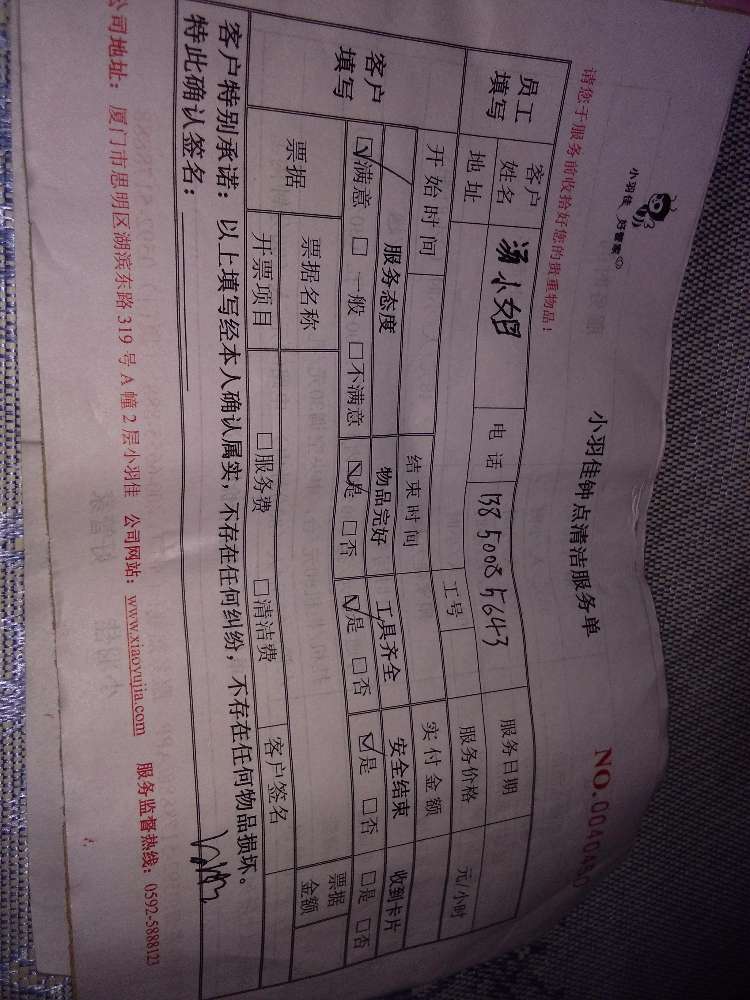 小羽佳 好管家
小羽佳钟点清洁服务单
请您于服务前收拾好您的贵重物品!
NO.0040450
员工填写 客户姓名 汤小姐 电话 138 5008 5643 服务日期
地址 工号 服务价格 元/小时
客户填写 开始时间 结束时间 实付金额
服务态度 物品完好 工具齐全 安全结束 收到卡片
☑满意 □一般 □不满意 ☑是 □否 ☑是 □否 ☑是 □否 □是 □否
票据 票据名称 票据金额
开票项目 □服务费 □清洁费 客户签名
客户特别承诺:以上填写经本人确认属实,不存在任何纠纷,不存在任何物品损坏。
特此确认签名:
公司地址: 厦门市思明区湖滨东路319号A幢2层小羽佳 公司网站:www.xiaoyujia.com 服务监督热线:0592-5888123